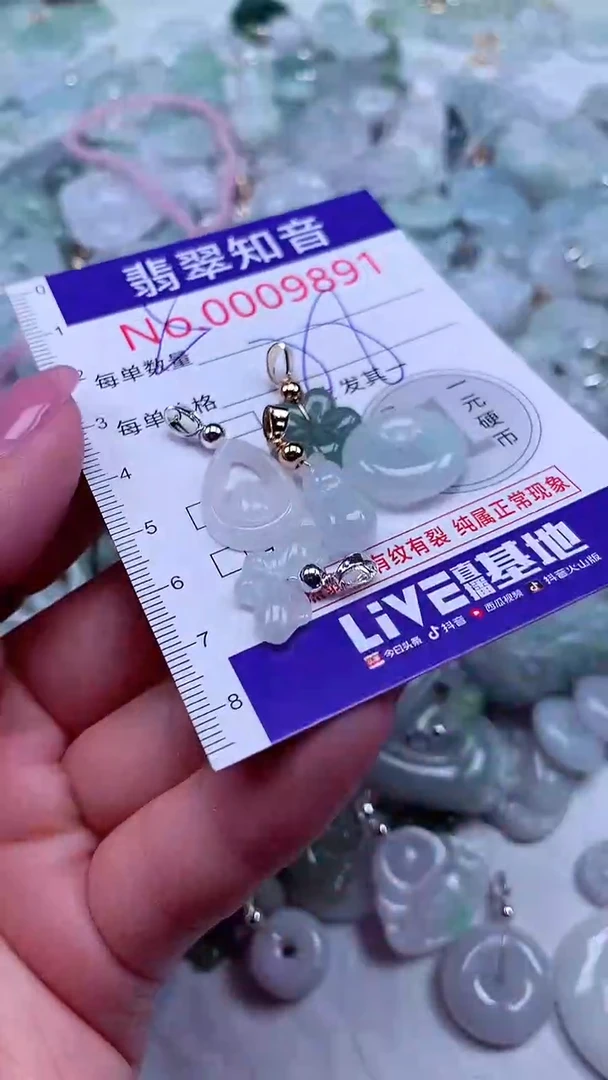 0
翡翠知音
1
No.0009891
2
每单数量
发其一
3
每单 格
一元硬币
4
5
有纹有裂 纯属正常现象
6
LiVE直播基地
今日头条 抖音 西瓜视频 抖音火山版
7
8